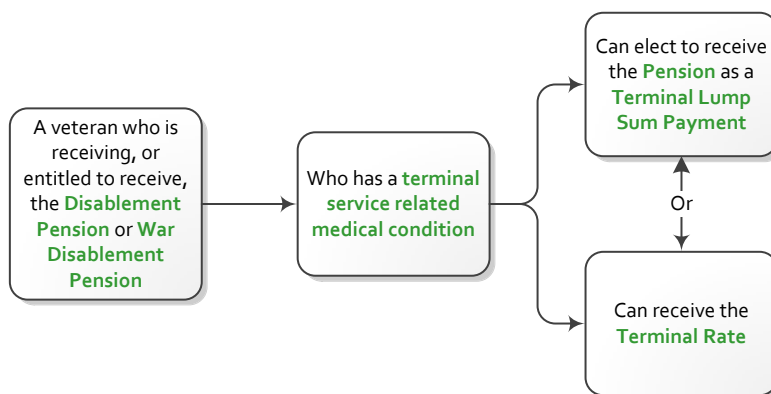 A veteran who is
receiving, or
entitled to receive,
the Disablement
Pension or War
Disablement
Pension
Who has a terminal
service related
medical condition
Can elect to receive
the Pension as a
Terminal Lump
Sum Payment
Or
Can receive the
Terminal Rate